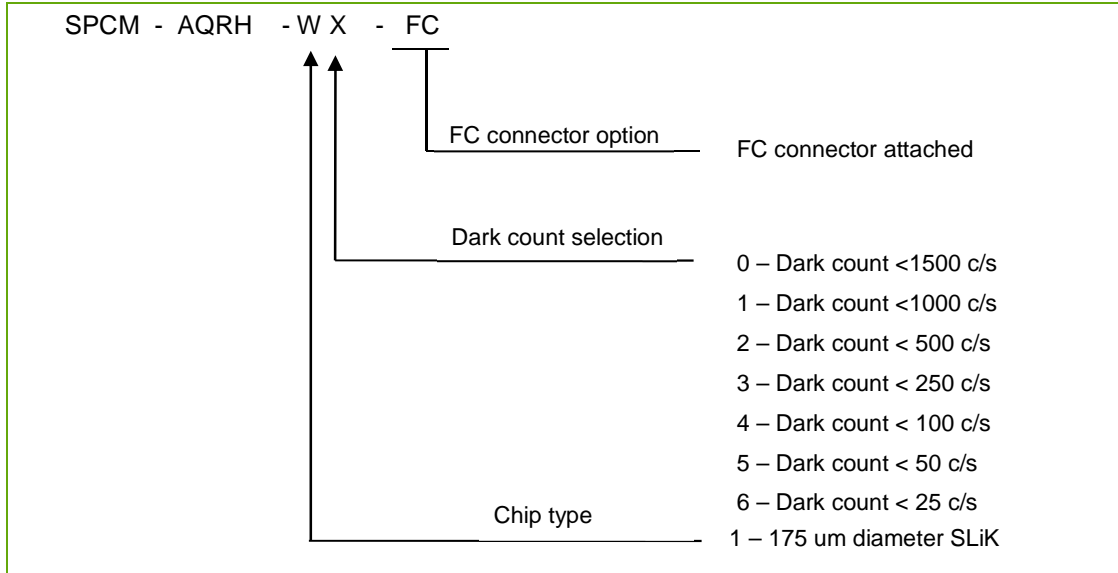 SPCM - AQRH - W X - FC
FC connector option
FC connector attached
Dark count selection
0 – Dark count <1500 c/s
1 – Dark count <1000 c/s
2 – Dark count < 500 c/s
3 – Dark count < 250 c/s
4 – Dark count < 100 c/s
5 – Dark count < 50 c/s
6 – Dark count < 25 c/s
Chip type
1 – 175 um diameter SLiK